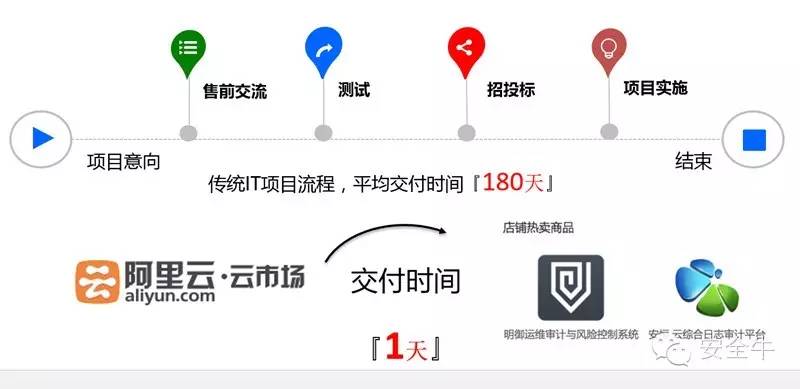 售前交流
测试
招投标
项目实施
项目意向
结束
传统IT项目流程，平均交付时间『180天』
店铺热卖商品
阿里云·云市场
aliyun.com
交付时间
明御运维审计与风险控制系统
安恒 云综合日志审计平台
『1天』
安全牛